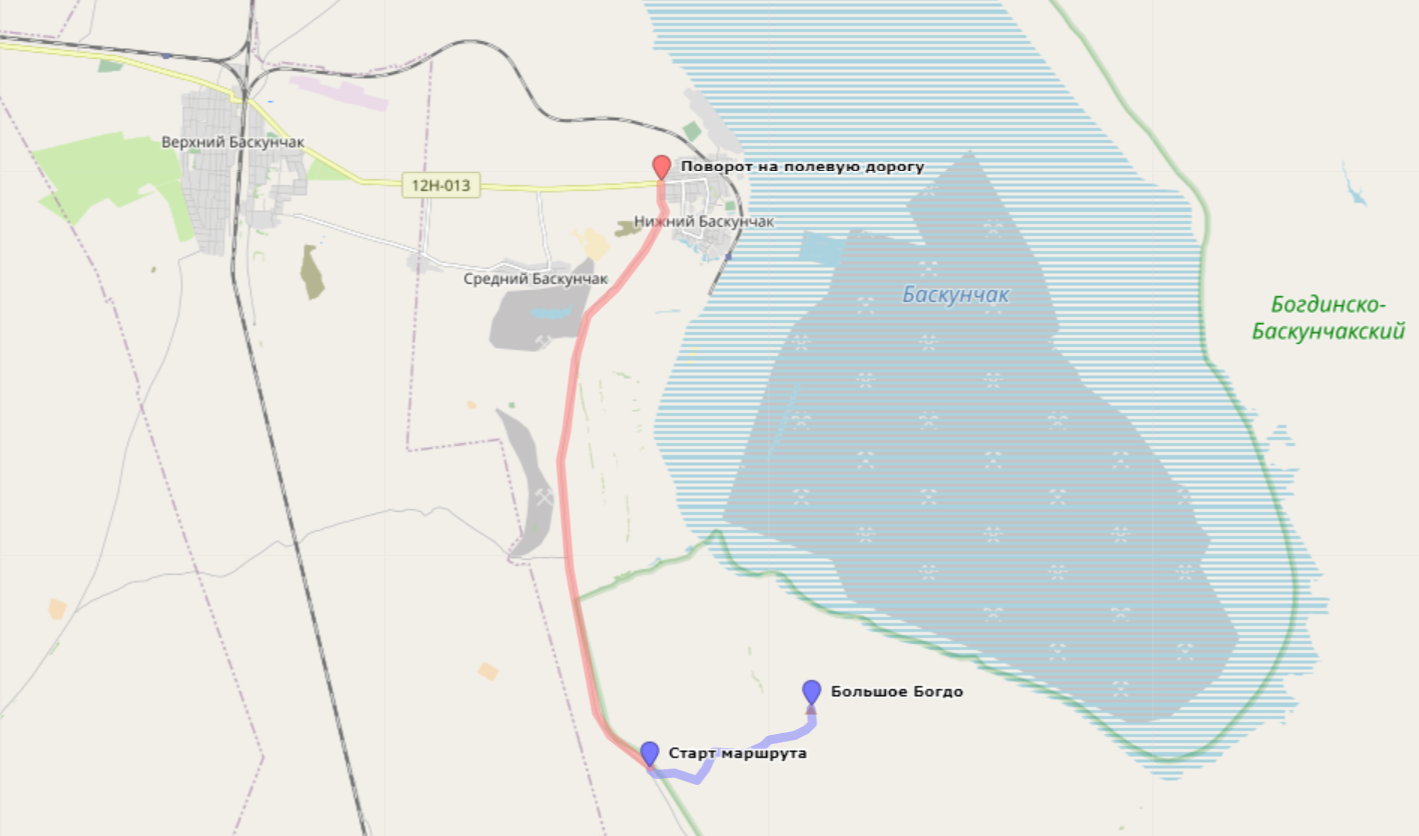 Верхний Баскунчак
Поворот на полевую дорогу
12Н-013
Нижний Баскунчак
Средний Баскунчак
Баскунчак
Богдинско-
Баскунчакский
Большое Богдо
Старт маршрута